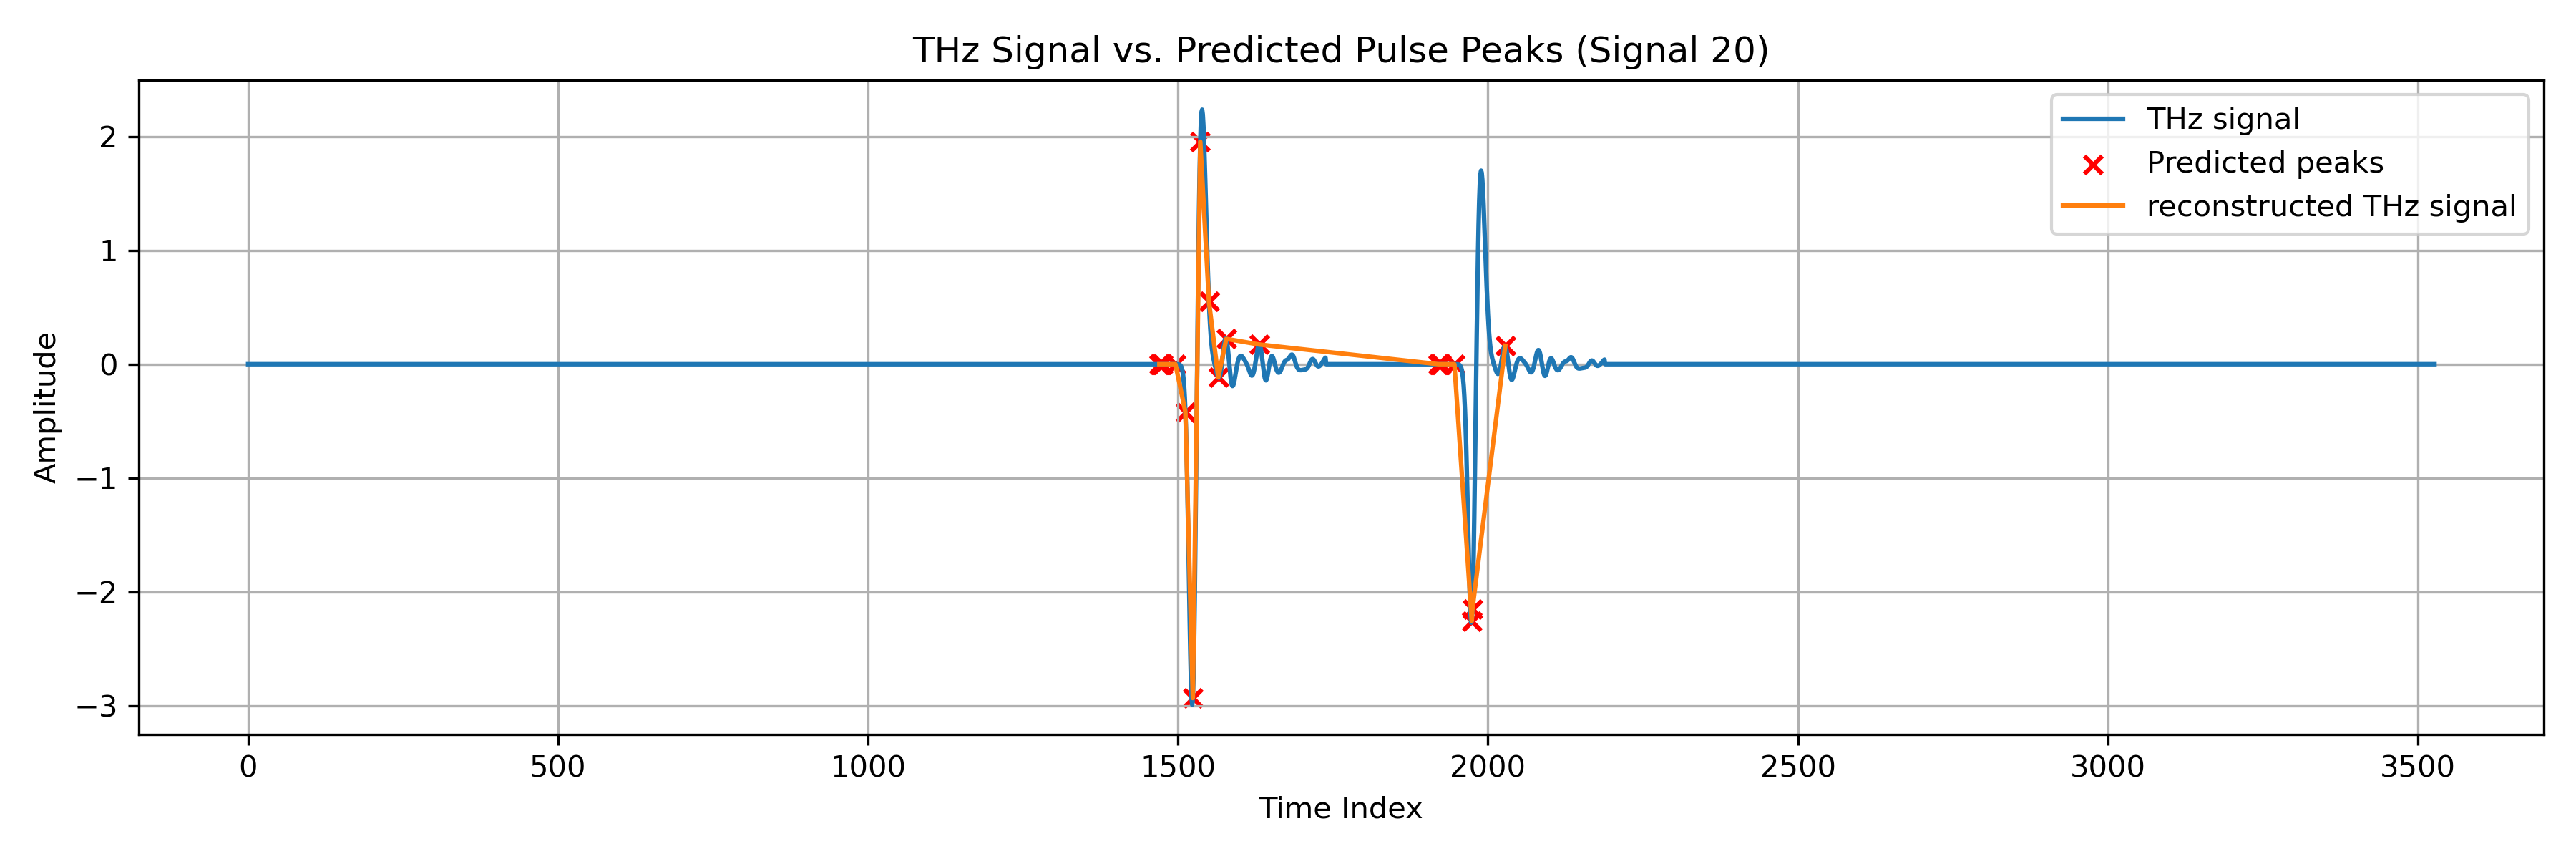 THz Signal vs. Predicted Pulse Peaks (Signal 20)
THz signal
Predicted peaks
reconstructed THz signal
Amplitude
2
1
0
−1
−2
−3
0 500 1000 1500 2000 2500 3000 3500
Time Index